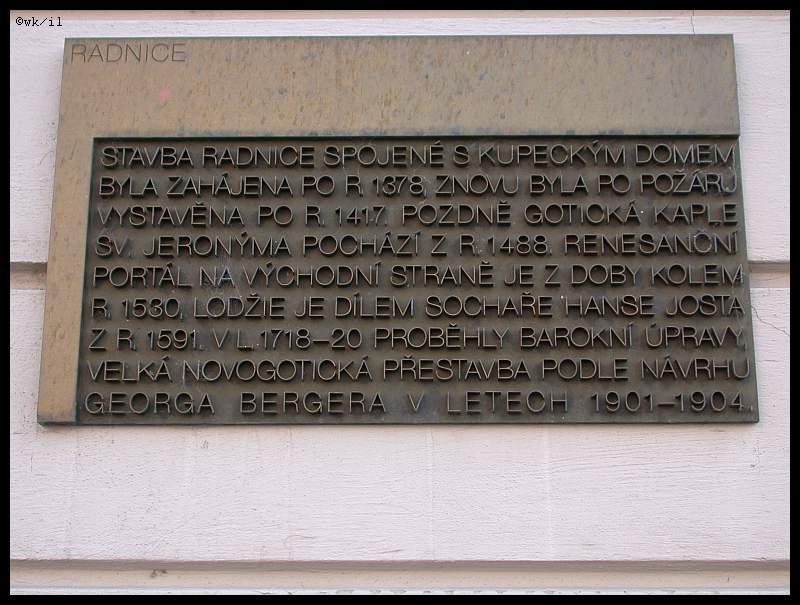 ©wk/il
RADNICE
STAVBA RADNICE SPOJENÉ S KUPECKÝM DOMEM
BYLA ZAHÁJENA PO R. 1378, ZNOVU BYLA PO POŽÁRU
VYSTAVĚNA PO R. 1417. POZDNĚ GOTICKÁ KAPLE
SV. JERONÝMA POCHÁZÍ Z R. 1488. RENESANČNÍ
PORTÁL NA VÝCHODNÍ STRANĚ JE Z DOBY KOLEM
R. 1530, LODŽIE JE DÍLEM SOCHAŘE HANSE JOSTA
Z R. 1591. V L. 1718–20 PROBĚHLY BAROKNÍ ÚPRAVY,
VELKÁ NOVOGOTICKÁ PŘESTAVBA PODLE NÁVRHU
GEORGA BERGERA V LETECH 1901–1904.